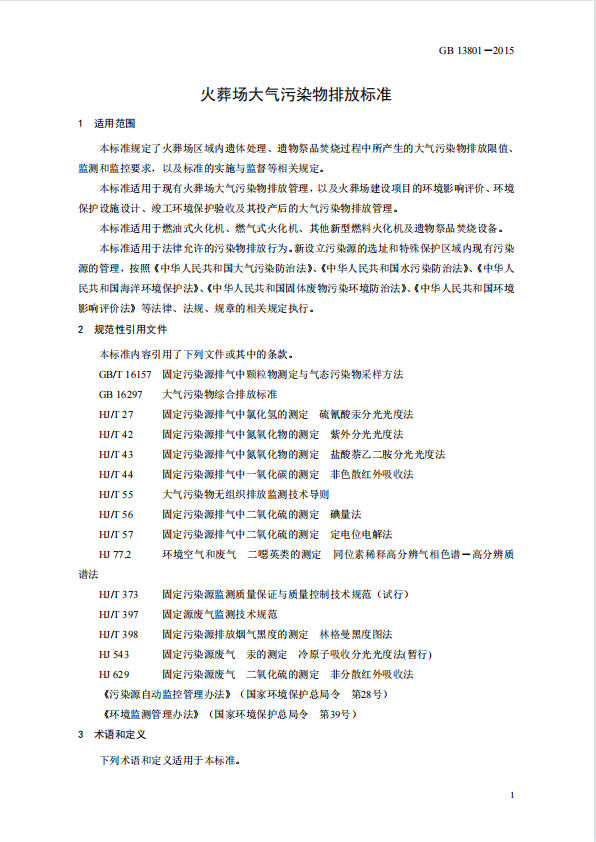 GB 13801－2015
火葬场大气污染物排放标准
1 适用范围
本标准规定了火葬场区域内遗体处理、遗物祭品焚烧过程中所产生的大气污染物排放限值、
监测和监控要求，以及标准的实施与监督等相关规定。
本标准适用于现有火葬场大气污染物排放管理，以及火葬场建设项目的环境影响评价、环境
保护设施设计、竣工环境保护验收及其投产后的大气污染物排放管理。
本标准适用于燃油式火化机、燃气式火化机、其他新型燃料火化机及遗物祭品焚烧设备。
本标准适用于法律允许的污染物排放行为。新设立污染源的选址和特殊保护区域内现有污染
源的管理，按照《中华人民共和国大气污染防治法》、《中华人民共和国水污染防治法》、《中华人
民共和国海洋环境保护法》、《中华人民共和国固体废物污染环境防治法》、《中华人民共和国环境
影响评价法》等法律、法规、规章的相关规定执行。
2 规范性引用文件
本标准内容引用了下列文件或其中的条款。
GB/T 16157 固定污染源排气中颗粒物测定与气态污染物采样方法
GB 16297 大气污染物综合排放标准
HJ/T 27 固定污染源排气中氯化氢的测定 硫氰酸汞分光光度法
HJ/T 42 固定污染源排气中氮氧化物的测定 紫外分光光度法
HJ/T 43 固定污染源排气中氮氧化物的测定 盐酸萘乙二胺分光光度法
HJ/T 44 固定污染源排气中一氧化碳的测定 非色散红外吸收法
HJ/T 55 大气污染物无组织排放监测技术导则
HJ/T 56 固定污染源排气中二氧化硫的测定 碘量法
HJ/T 57 固定污染源排气中二氧化硫的测定 定电位电解法
HJ 77.2 环境空气和废气 二噁英类的测定 同位素稀释高分辨气相色谱－高分辨质
谱法
HJ/T 373 固定污染源监测质量保证与质量控制技术规范（试行）
HJ/T 397 固定源废气监测技术规范
HJ/T 398 固定污染源排放烟气黑度的测定 林格曼黑度图法
HJ 543 固定污染源废气 汞的测定 冷原子吸收分光光度法(暂行)
HJ 629 固定污染源废气 二氧化硫的测定 非分散红外吸收法
《污染源自动监控管理办法》（国家环境保护总局令 第28号）
《环境监测管理办法》（国家环境保护总局令 第39号）
3 术语和定义
下列术语和定义适用于本标准。
1